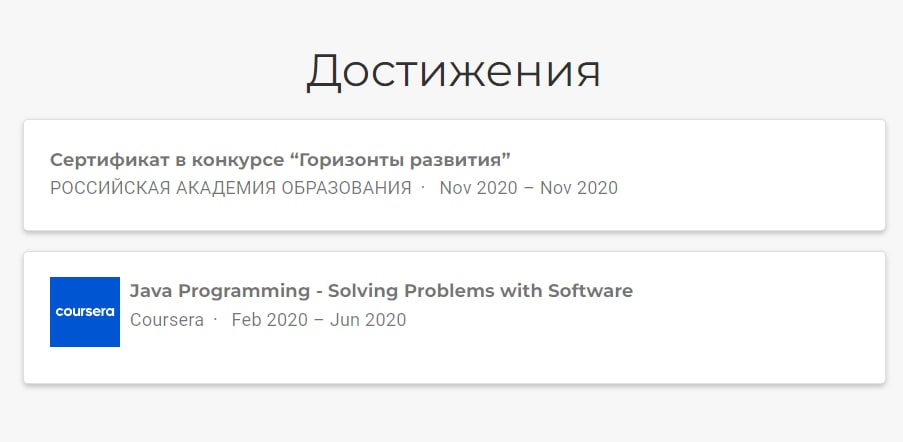 Достижения
Сертификат в конкурсе “Горизонты развития”
РОССИЙСКАЯ АКАДЕМИЯ ОБРАЗОВАНИЯ · Nov 2020 – Nov 2020
coursera
Java Programming - Solving Problems with Software
Coursera · Feb 2020 – Jun 2020